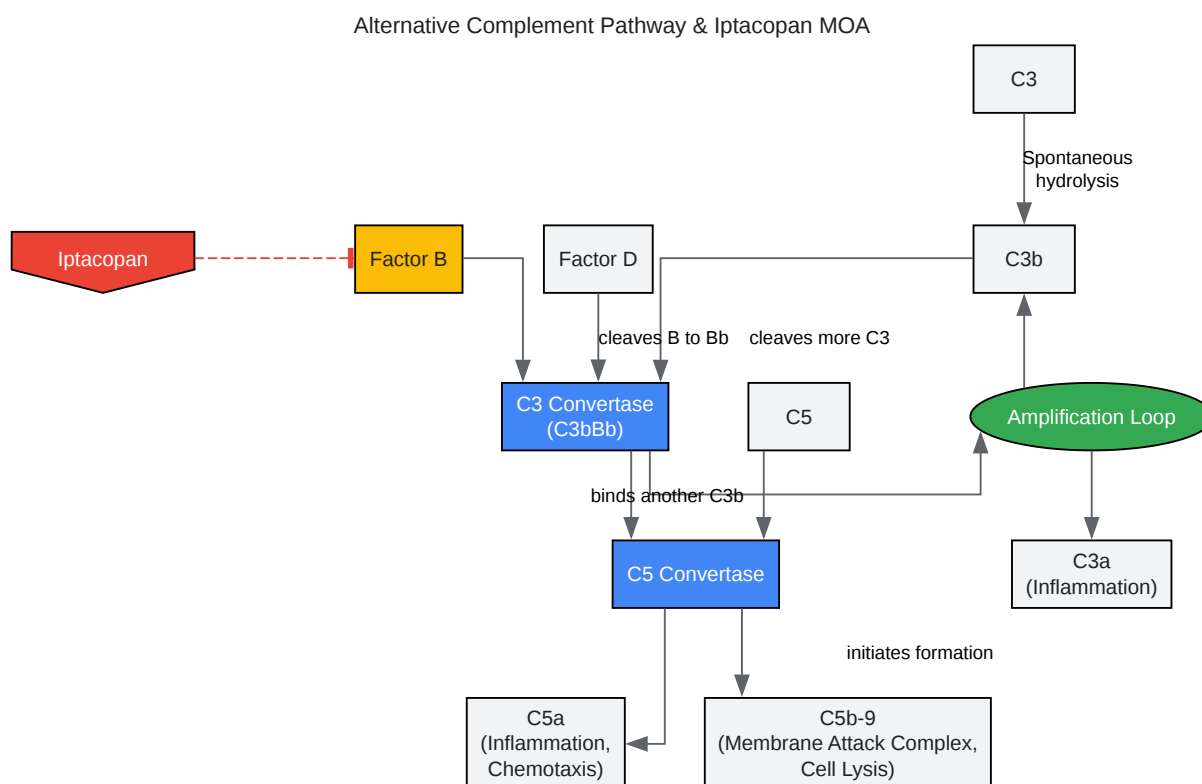 Alternative Complement Pathway & Iptacopan MOA
C3
Spontaneous
hydrolysis
Iptacopan
Factor B
Factor D
C3b
cleaves B to Bb
cleaves more C3
C3 Convertase
(C3bBb)
C5
Amplification Loop
binds another C3b
C5 Convertase
C3a
(Inflammation)
initiates formation
C5a
(Inflammation,
Chemotaxis)
C5b-9
(Membrane Attack Complex,
Cell Lysis)